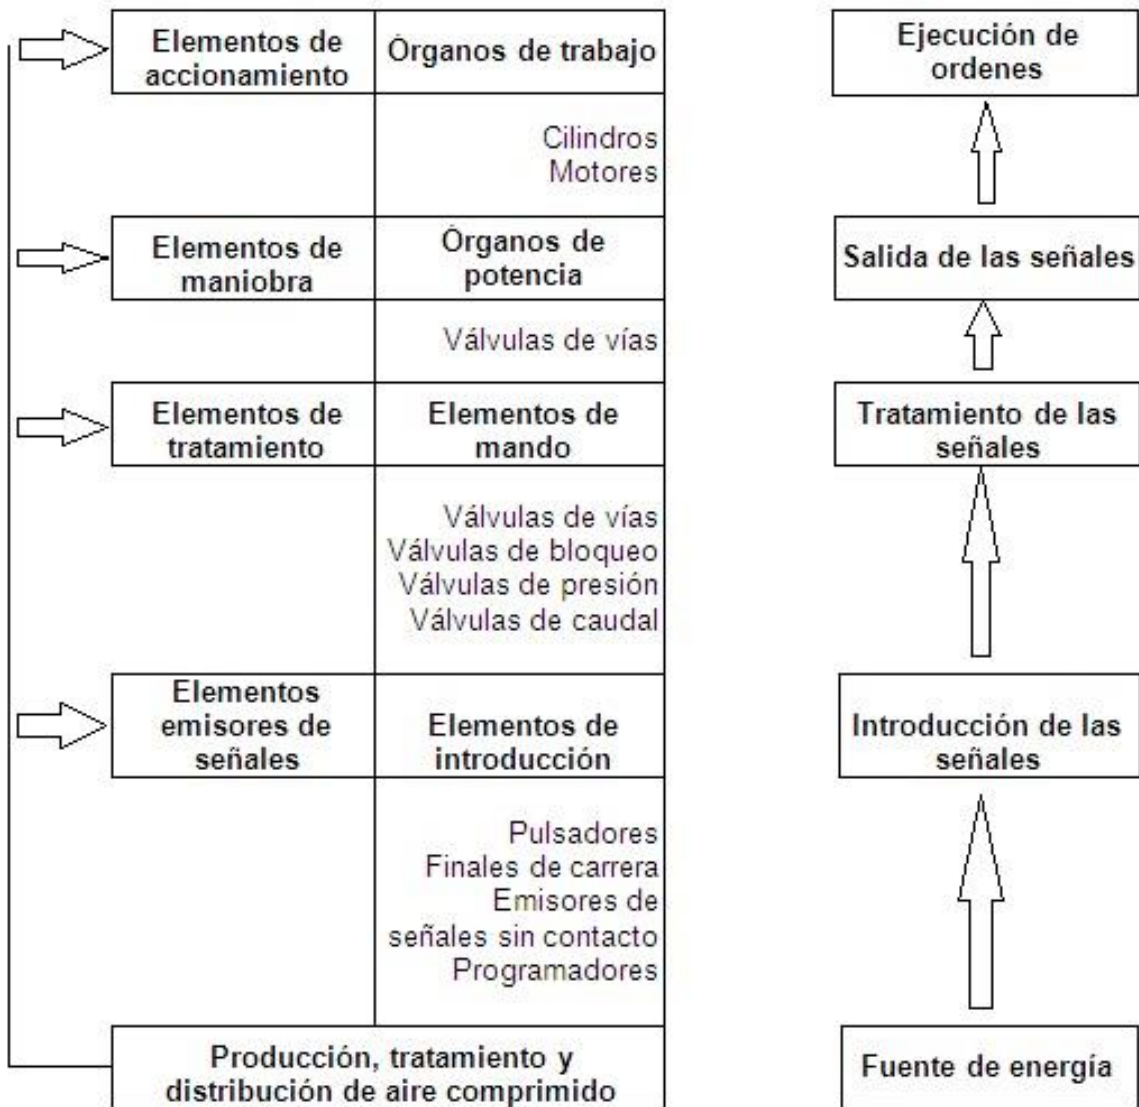 Elementos de
accionamiento
Órganos de trabajo
Ejecución de
ordenes
Cilindros
Motores
Elementos de
maniobra
Órganos de
potencia
Salida de las señales
Válvulas de vías
Elementos de
tratamiento
Elementos de
mando
Tratamiento de las
señales
Válvulas de vías
Válvulas de bloqueo
Válvulas de presión
Válvulas de caudal
Elementos
emisores de
señales
Elementos de
introducción
Introducción de las
señales
Pulsadores
Finales de carrera
Emisores de
señales sin contacto
Programadores
Producción, tratamiento y
distribución de aire comprimido
Fuente de energía